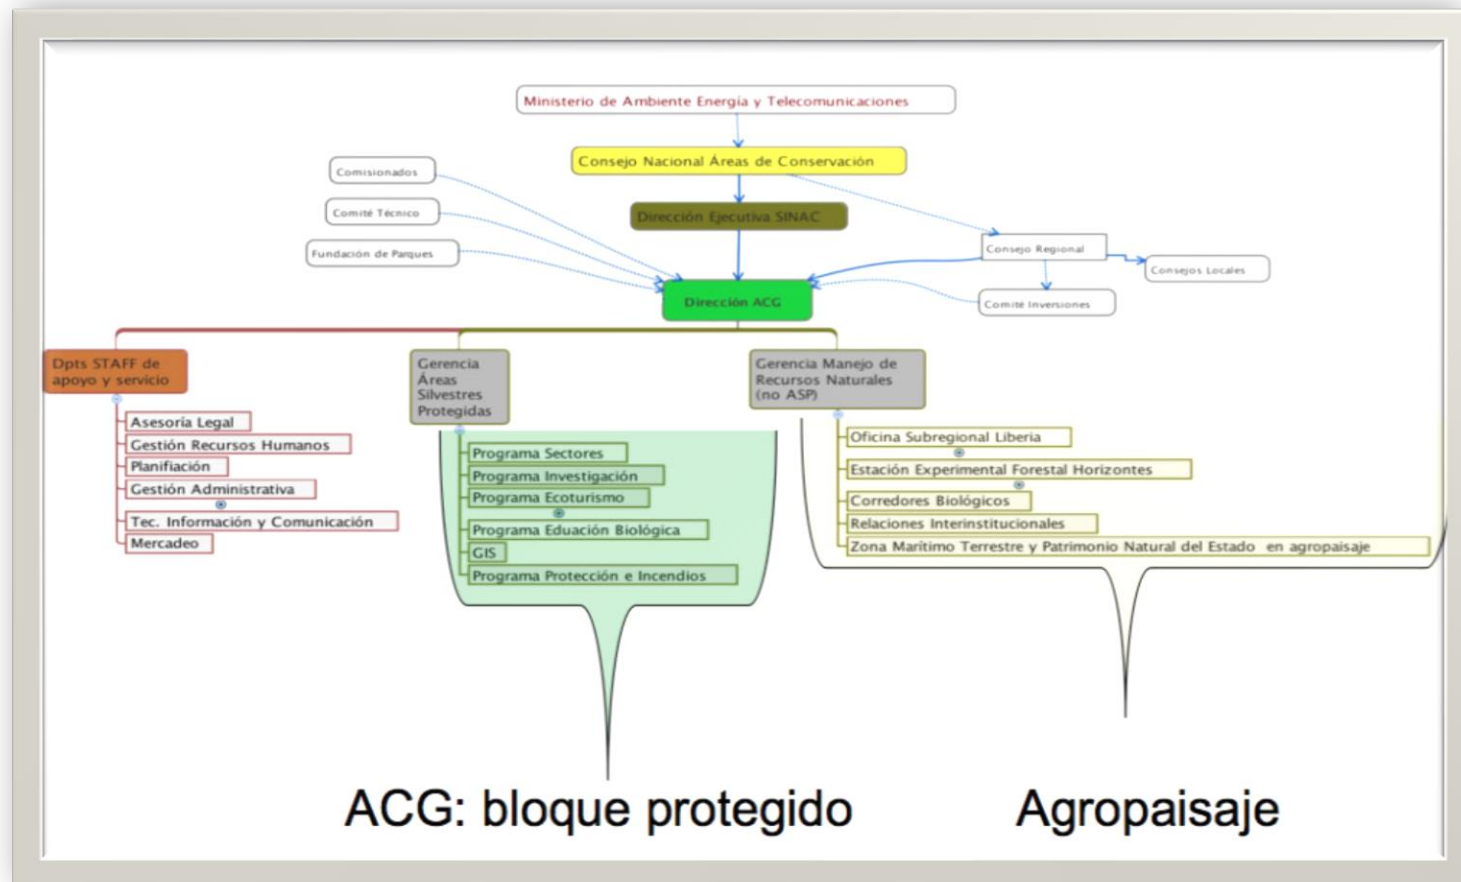 Ministerio de Ambiente Energía y Telecomunicaciones
Consejo Nacional Áreas de Conservación
Comisionados
Comité Técnico
Dirección Ejecutiva SINAC
Fundación de Parques
Consejo Regional
Consejos Locales
Dirección ACG
Comité Inversiones
Dpts STAFF de
apoyo y servicio
Asesoría Legal
Gestión Recursos Humanos
Planifiación
Gestión Administrativa
Tec. Información y Comunicación
Mercadeo
Gerencia
Áreas
Silvestres
Protegidas
Programa Sectores
Programa Investigación
Programa Ecoturismo
Programa Eduación Biológica
GIS
Programa Protección e Incendios
Gerencia Manejo de
Recursos Naturales
(no ASP)
Oficina Subregional Liberia
Estación Experimental Forestal Horizontes
Corredores Biológicos
Relaciones Interinstitucionales
Zona Marítimo Terrestre y Patrimonio Natural del Estado en agropaisaje
ACG: bloque protegido
Agropaisaje